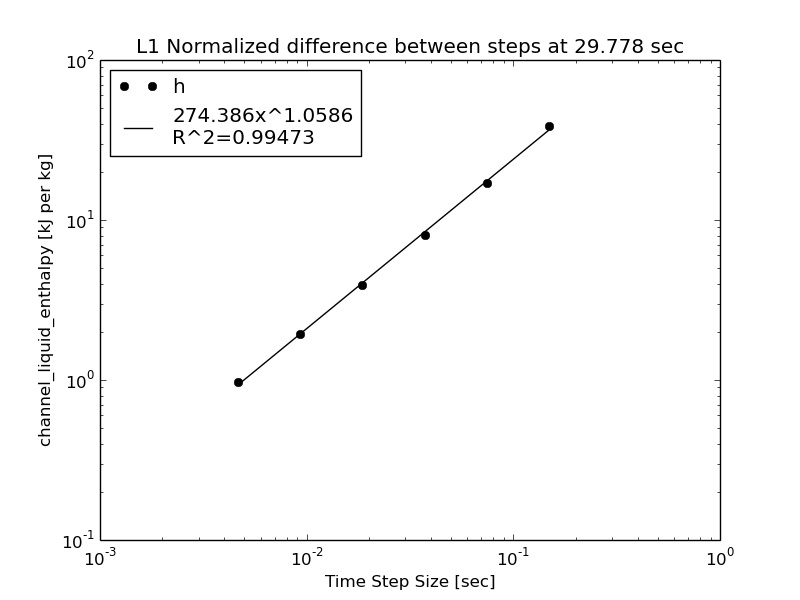 L1 Normalized difference between steps at 29.778 sec
h
274.386x^1.0586
R^2=0.99473
channel_liquid_enthalpy [kJ per kg]
10^2
10^1
10^0
10^-1
10^-3 10^-2 10^-1 10^0
Time Step Size [sec]